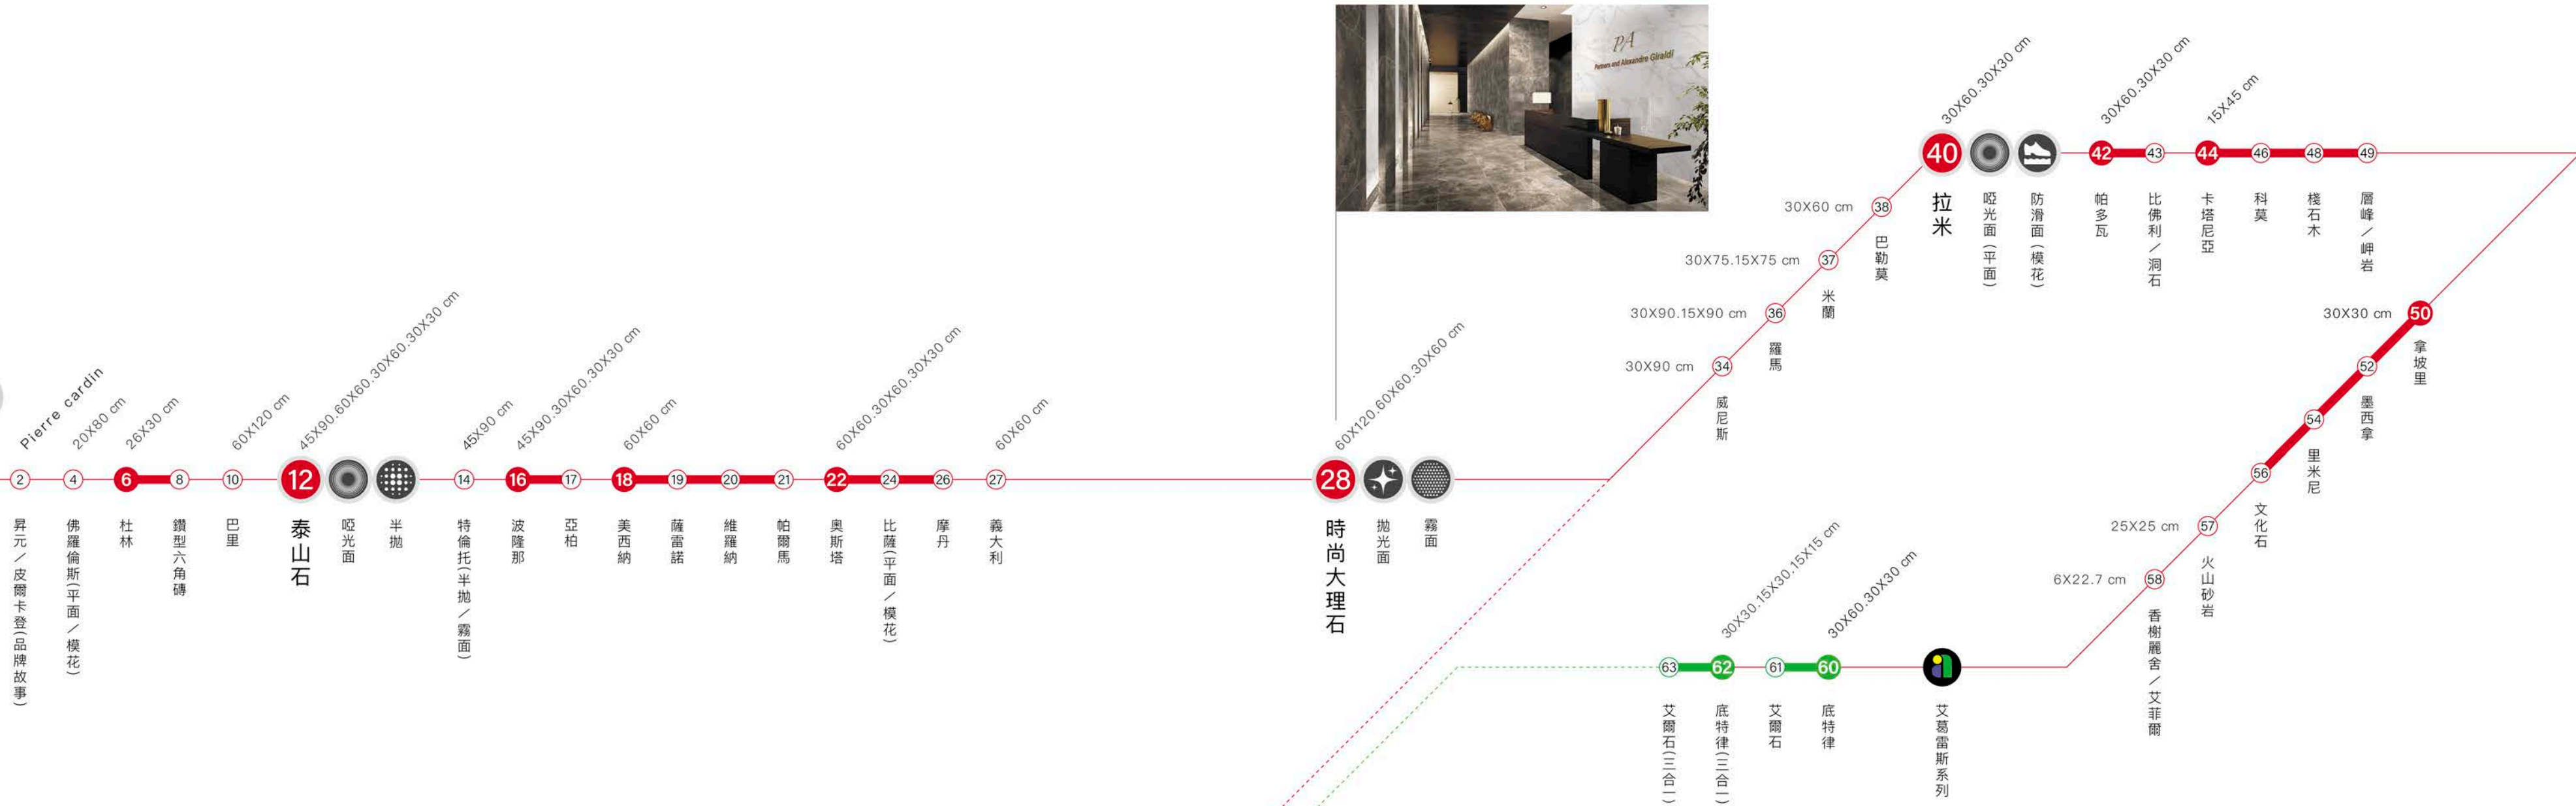 PA
Partners and Alexandre Giraldi
Pierre cardin
20X80 cm
26X30 cm
60X120 cm
45X90.60X60.30X60.30X30 cm
45X90 cm
45X90.30X60.30X30 cm
60X60 cm
60X60.30X60.30X30 cm
60X60 cm
60X120.60X60.30X60 cm
2
4
6
8
10
12
14
16
17
18
19
20
21
22
24
26
27
28
昇元／皮爾卡登(品牌故事)
佛羅倫斯(平面／模花)
杜林
鑽型六角磚
巴里
泰山石
啞光面
半拋
特倫托(半拋／霧面)
波隆那
亞柏
美西納
薩雷諾
維羅納
帕爾馬
奧斯塔
比薩(平面／模花)
摩丹
義大利
時尚大理石
拋光面
霧面
30X90 cm
34
威尼斯
30X90.15X90 cm
36
羅馬
30X75.15X75 cm
37
米蘭
30X60 cm
38
巴勒莫
30X60.30X30 cm
30X60.30X30 cm
15X45 cm
40
42
43
44
46
48
49
拉米
啞光面(平面)
防滑面(模花)
帕多瓦
比佛利／洞石
卡塔尼亞
科莫
棧石木
層峰／岬岩
30X30 cm
50
拿坡里
52
墨西拿
54
里米尼
56
文化石
25X25 cm
57
火山砂岩
6X22.7 cm
58
香榭麗舍／艾菲爾
30X30.15X30.15X15 cm
30X60.30X30 cm
63
62
61
60
艾爾石(三合一)
底特律(三合一)
艾爾石
底特律
艾葛雷斯系列